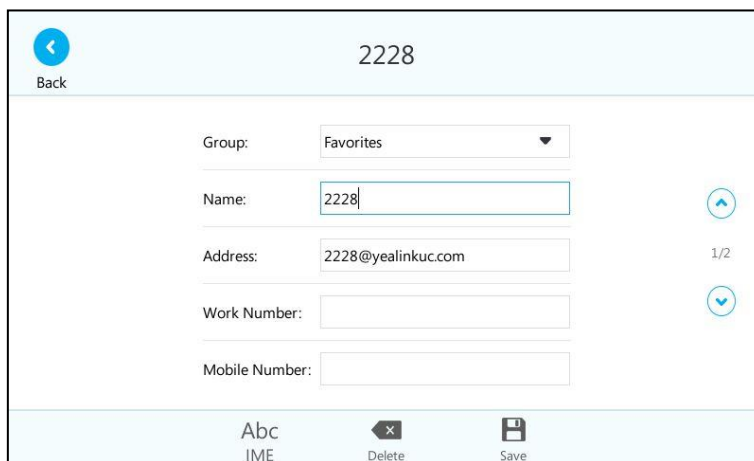 2228
Back
Group: Favorites
Name: 2228
Address: 2228@yealinkuc.com
1/2
Work Number:
Mobile Number:
Abc
IME
Delete
Save